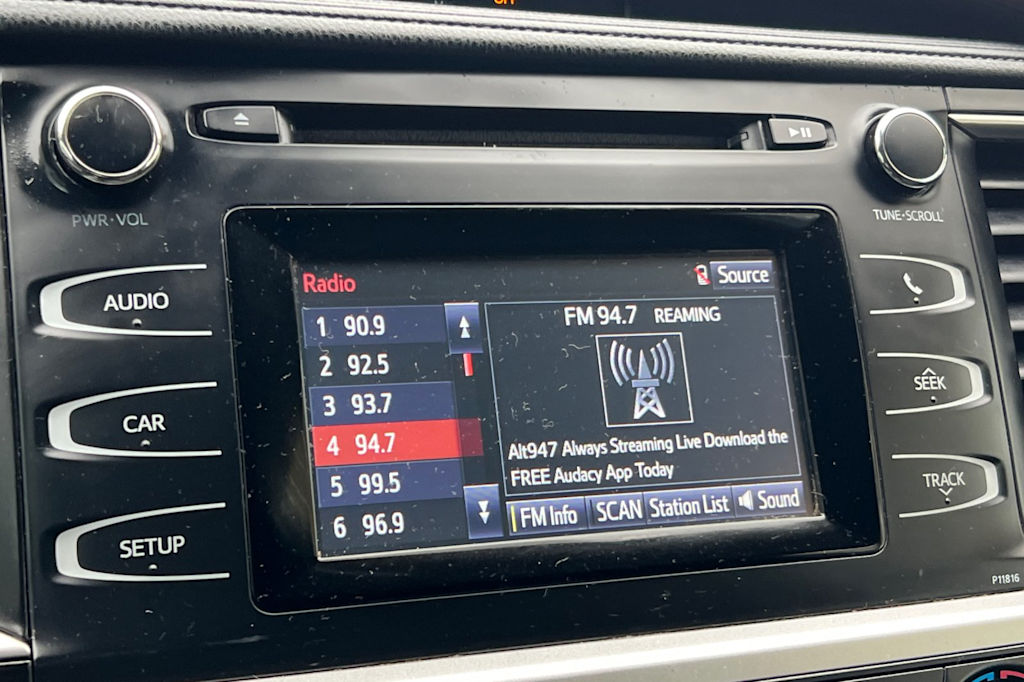 PWR•VOL
TUNE•SCROLL
AUDIO
CAR
SETUP
Radio
Source
1 90.9
2 92.5
3 93.7
4 94.7
5 99.5
6 96.9
FM 94.7 REAMING
Alt947 Always Streaming Live Download the
FREE Audacy App Today
FM Info SCAN Station List Sound
SEEK
TRACK
P11816